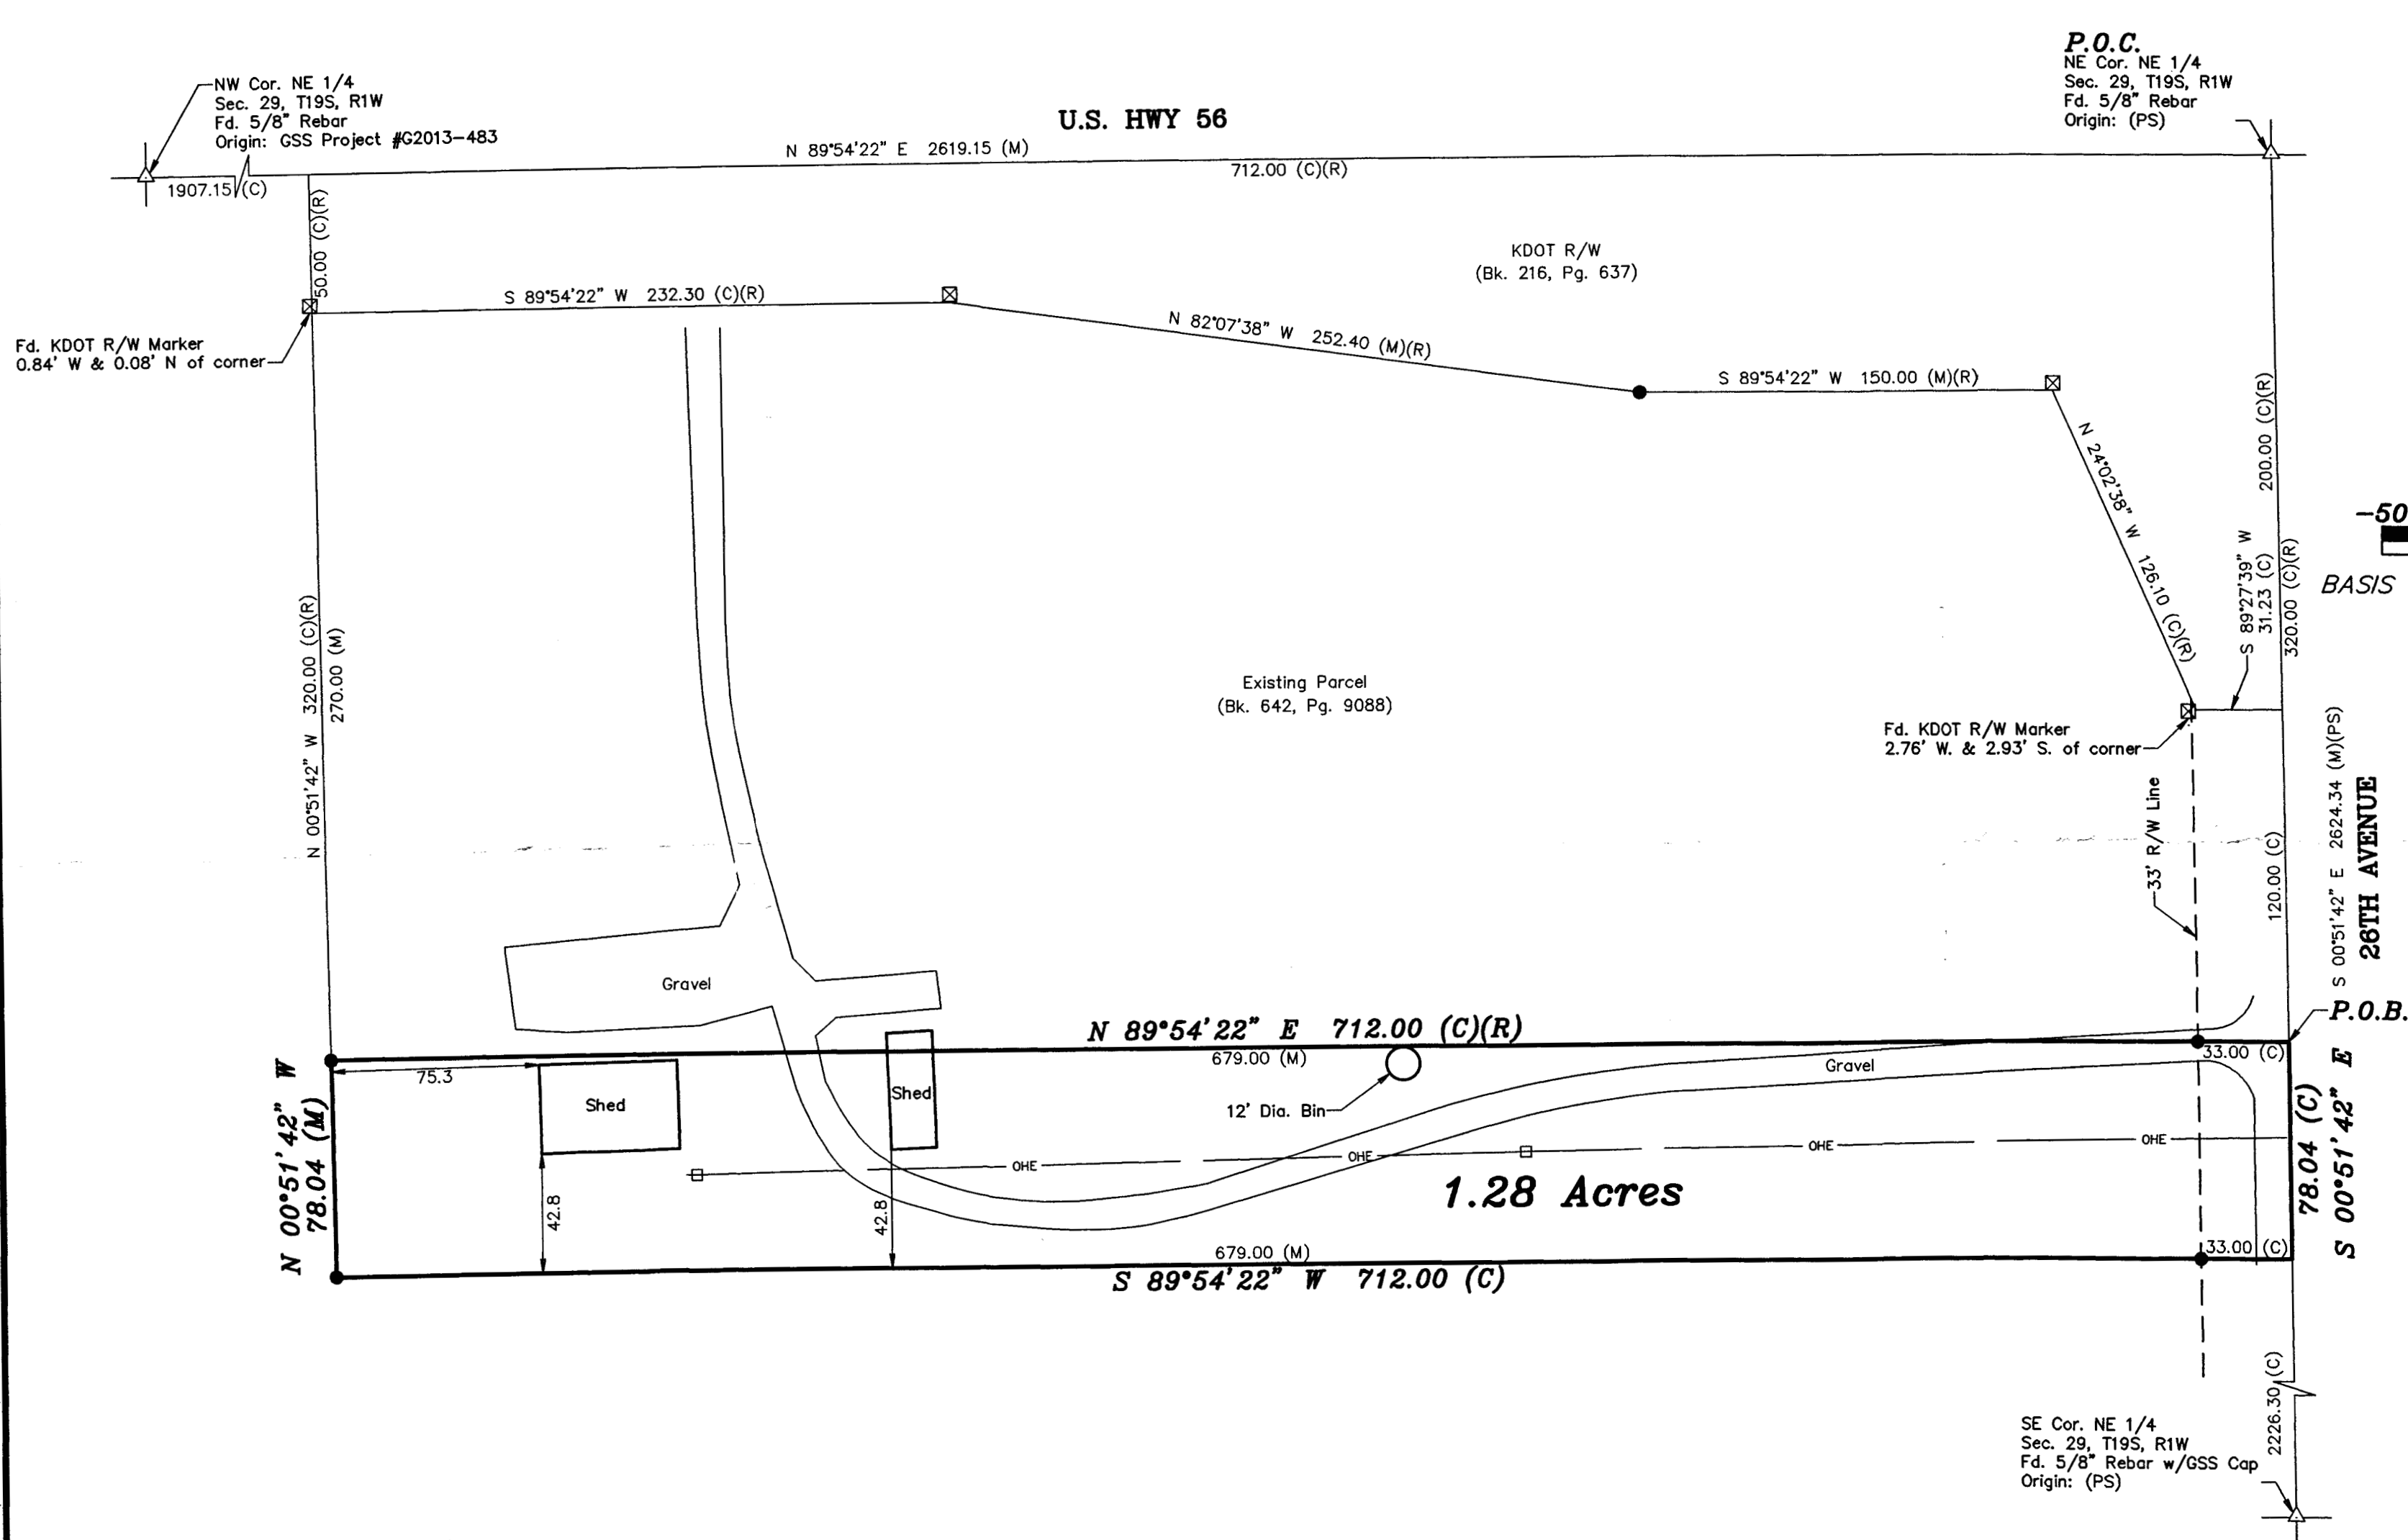 P.O.C.
NE Cor. NE 1/4
Sec. 29, T19S, R1W
Fd. 5/8" Rebar
Origin: (PS)
NW Cor. NE 1/4
Sec. 29, T19S, R1W
Fd. 5/8" Rebar
Origin: GSS Project #G2013-483
U.S. HWY 56
N 89°54'22" E 2619.15 (M)
712.00 (C)(R)
1907.15 (C)
50.00 (C)(R)
KDOT R/W
(Bk. 216, Pg. 637)
S 89°54'22" W 232.30 (C)(R)
N 82°07'38" W 252.40 (M)(R)
Fd. KDOT R/W Marker
0.84' W & 0.08' N of corner
S 89°54'22" W 150.00 (M)(R)
200.00 (C)(R)
N 24°02'38" W 126.10 (C)(R)
-50
BASIS
S 89°27'39" W
31.23 (C)
320.00 (C)(R)
N 00°51'42" W 320.00 (C)(R)
270.00 (M)
Existing Parcel
(Bk. 642, Pg. 9088)
Fd. KDOT R/W Marker
2.76' W. & 2.93' S. of corner
33' R/W Line
120.00 (C)
S 00°51'42" E 2624.34 (M)(PS)
26TH AVENUE
Gravel
P.O.B.
N 89°54'22" E 712.00 (C)(R)
679.00 (M)
33.00 (C)
Gravel
75.3
Shed
Shed
12' Dia. Bin
N 00°51'42" W
78.04 (M)
78.04 (C)
S 00°51'42" E
OHE
OHE
OHE
OHE
1.28 Acres
42.8
42.8
679.00 (M)
33.00 (C)
S 89°54'22" W 712.00 (C)
2226.30 (C)
SE Cor. NE 1/4
Sec. 29, T19S, R1W
Fd. 5/8" Rebar w/GSS Cap
Origin: (PS)